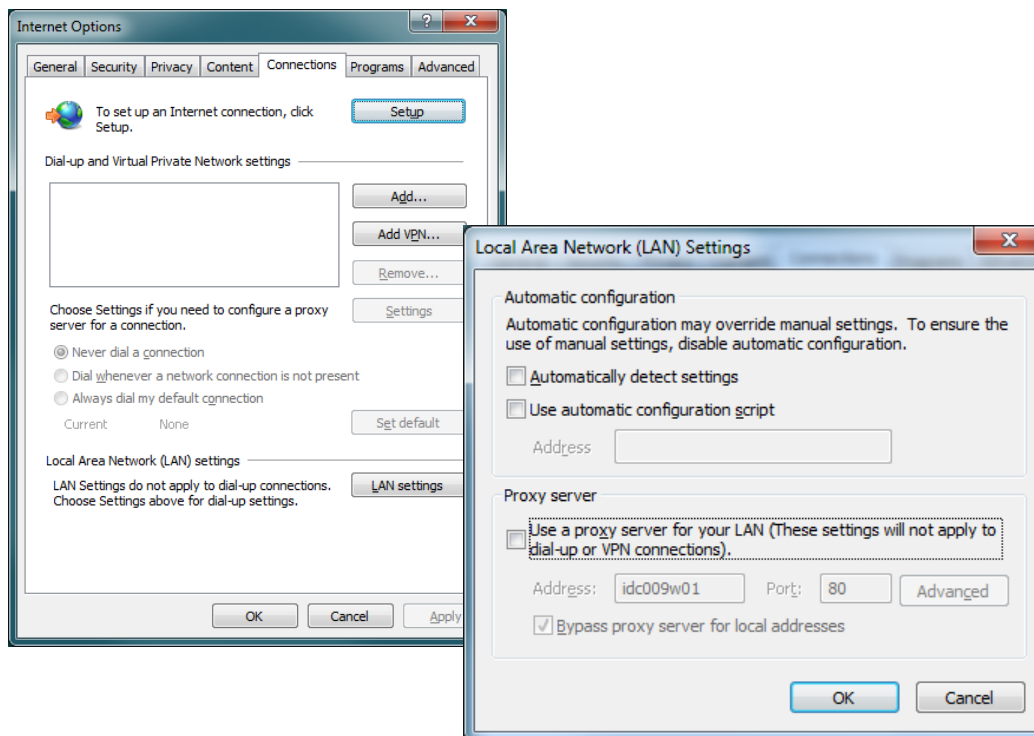 Internet Options
General Security Privacy Content Connections Programs Advanced
To set up an Internet connection, click
Setup.
Setup
Dial-up and Virtual Private Network settings
Add...
Add VPN...
Remove...
Choose Settings if you need to configure a proxy
server for a connection.
Settings
Never dial a connection
Dial whenever a network connection is not present
Always dial my default connection
Current None
Set default
Local Area Network (LAN) settings
LAN Settings do not apply to dial-up connections.
Choose Settings above for dial-up settings.
LAN settings
OK Cancel Apply
Local Area Network (LAN) Settings
Automatic configuration
Automatic configuration may override manual settings. To ensure the
use of manual settings, disable automatic configuration.
Automatically detect settings
Use automatic configuration script
Address
Proxy server
Use a proxy server for your LAN (These settings will not apply to
dial-up or VPN connections).
Address: idc009w01 Port: 80 Advanced
Bypass proxy server for local addresses
OK Cancel